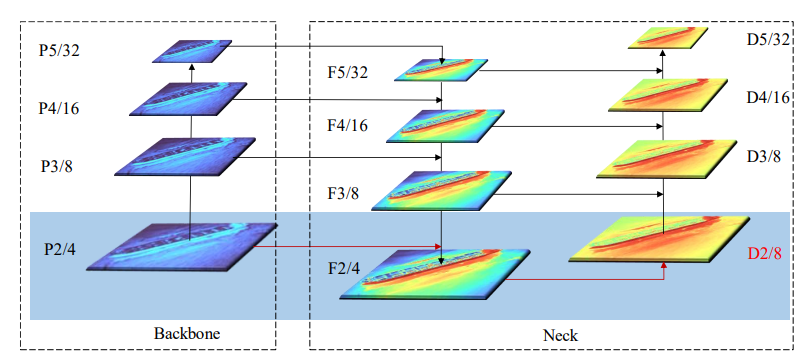 P5/32
P4/16
P3/8
P2/4
Backbone
F5/32
F4/16
F3/8
F2/4
D5/32
D4/16
D3/8
D2/8
Neck